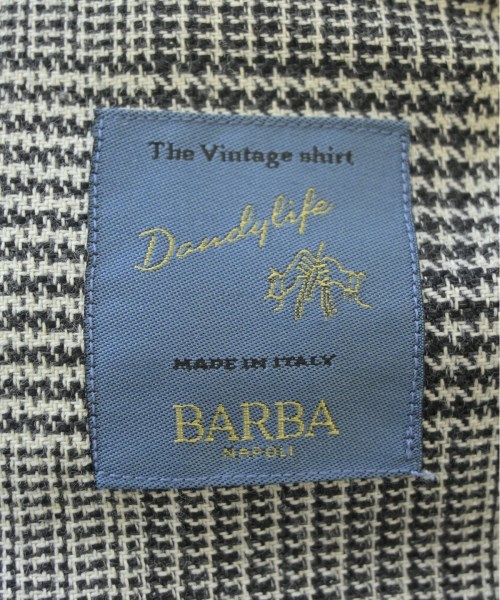 The Vintage shirt
Dandylife
MADE IN ITALY
BARBA
NAPOLI